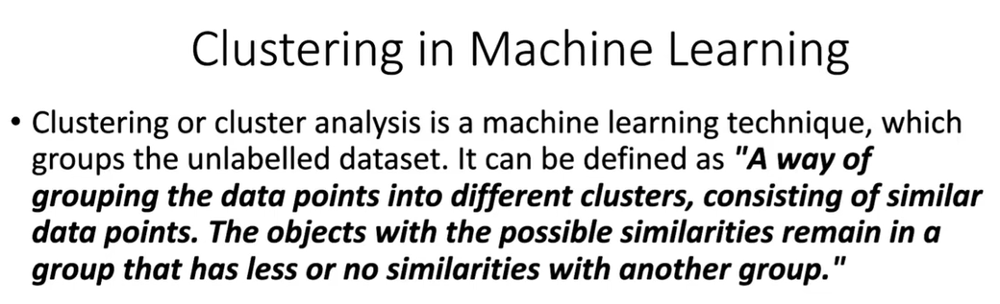 Clustering in Machine Learning
• Clustering or cluster analysis is a machine learning technique, which
groups the unlabelled dataset. It can be defined as "A way of
grouping the data points into different clusters, consisting of similar
data points. The objects with the possible similarities remain in a
group that has less or no similarities with another group."